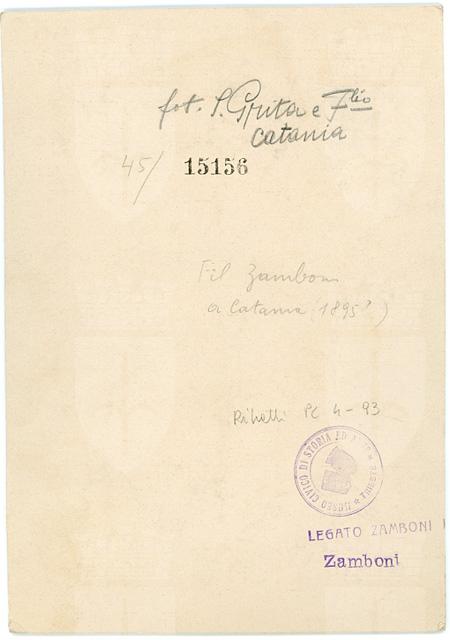 fot. S. Grita e F.lio
Catania
45/ 15156
Fil Zamboni
a Catania (1895?)
PC 4-93
MUSEO CIVICO DI STORIA ED ARTE ★ TRIESTE ★
LEGATO ZAMBONI
Zamboni